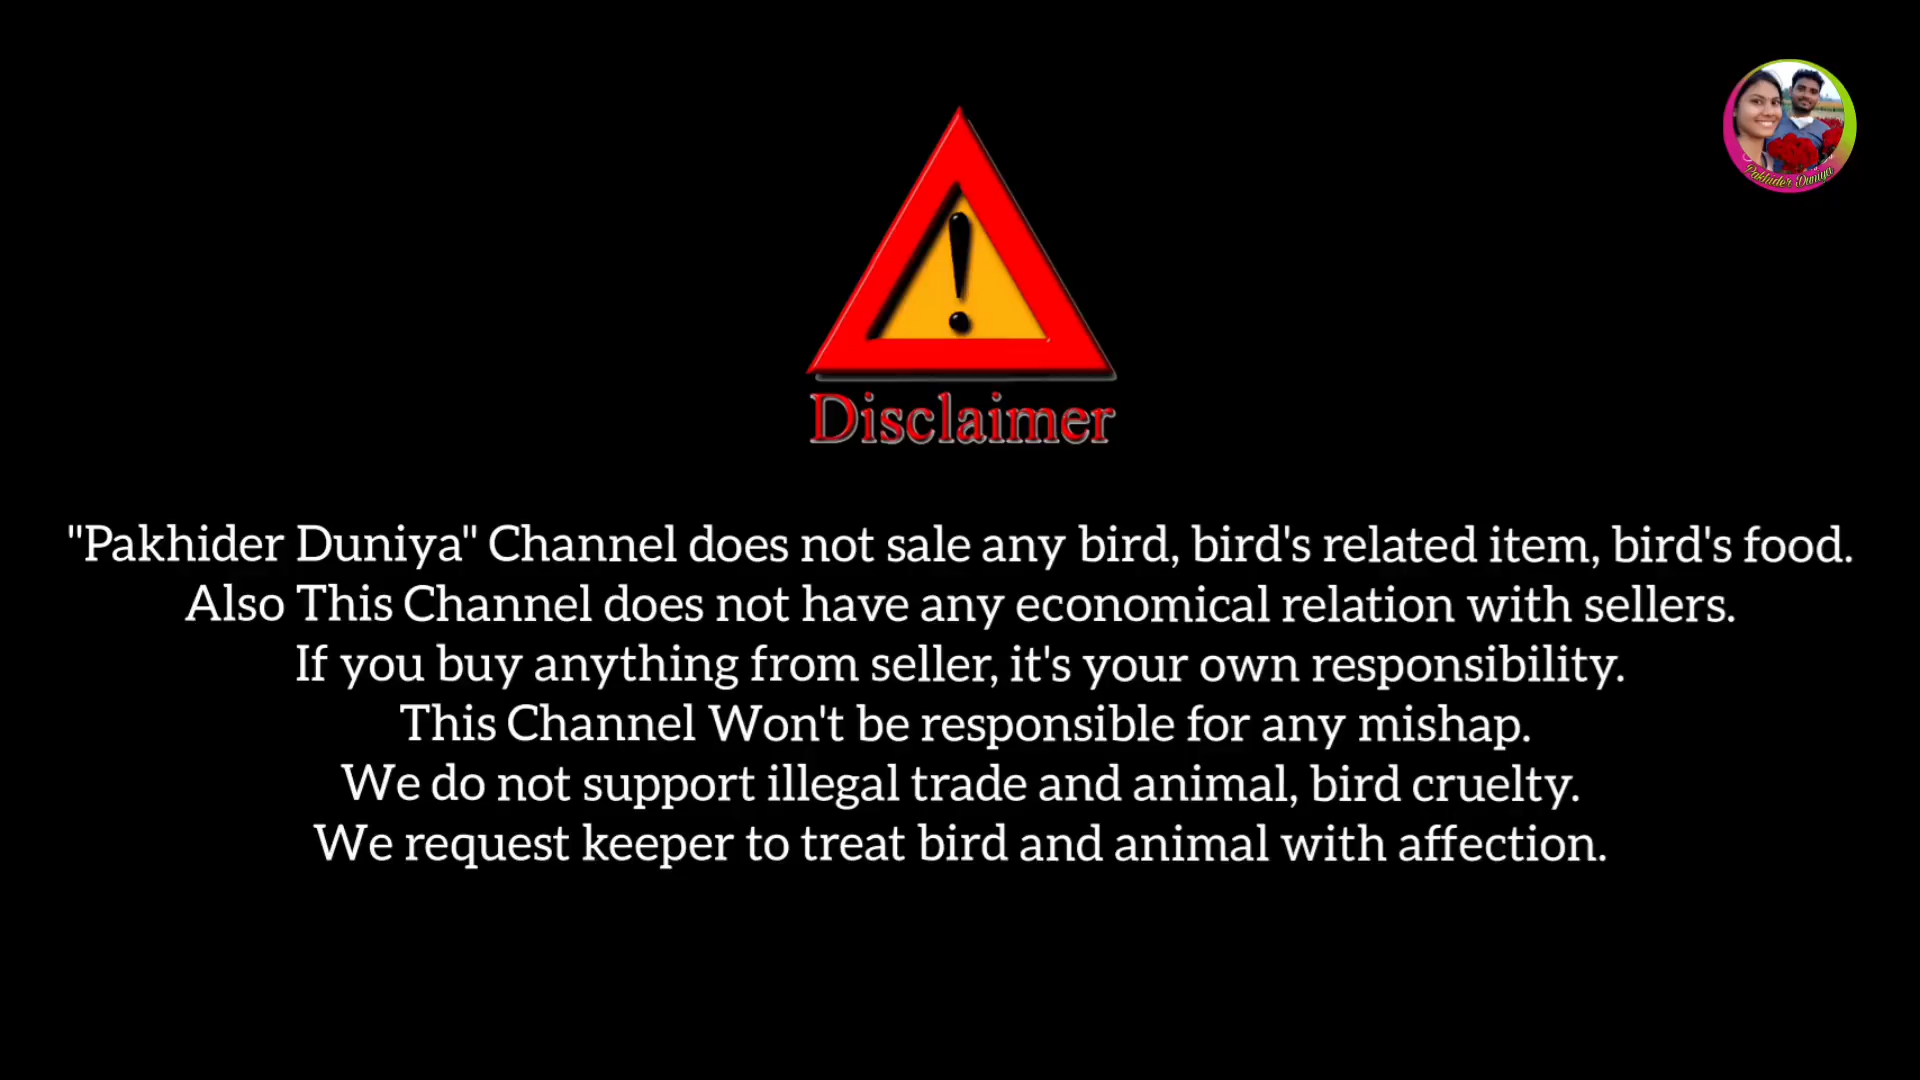 Pakhider Duniya
Disclaimer
"Pakhider Duniya" Channel does not sale any bird, bird's related item, bird's food.
Also This Channel does not have any economical relation with sellers.
If you buy anything from seller, it's your own responsibility.
This Channel Won't be responsible for any mishap.
We do not support illegal trade and animal, bird cruelty.
We request keeper to treat bird and animal with affection.